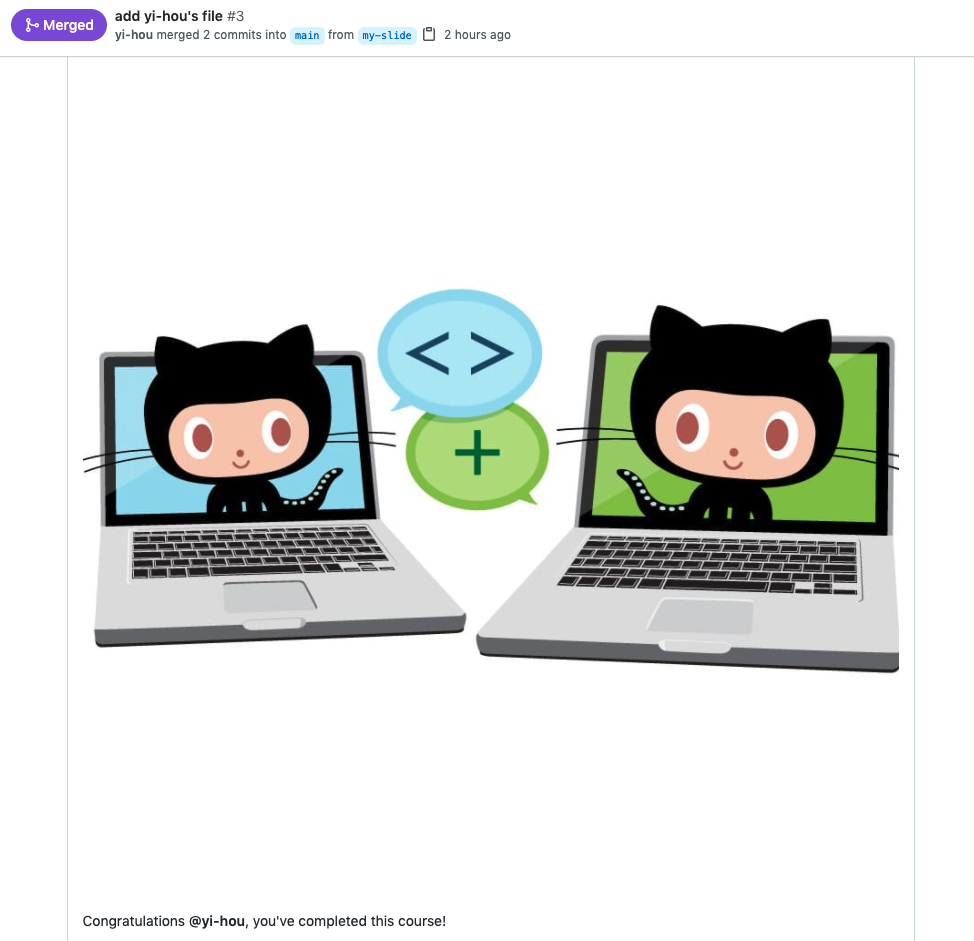 Merged
add yi-hou's file #3
yi-hou merged 2 commits into main from my-slide 2 hours ago
< >
+
Congratulations @yi-hou, you've completed this course!